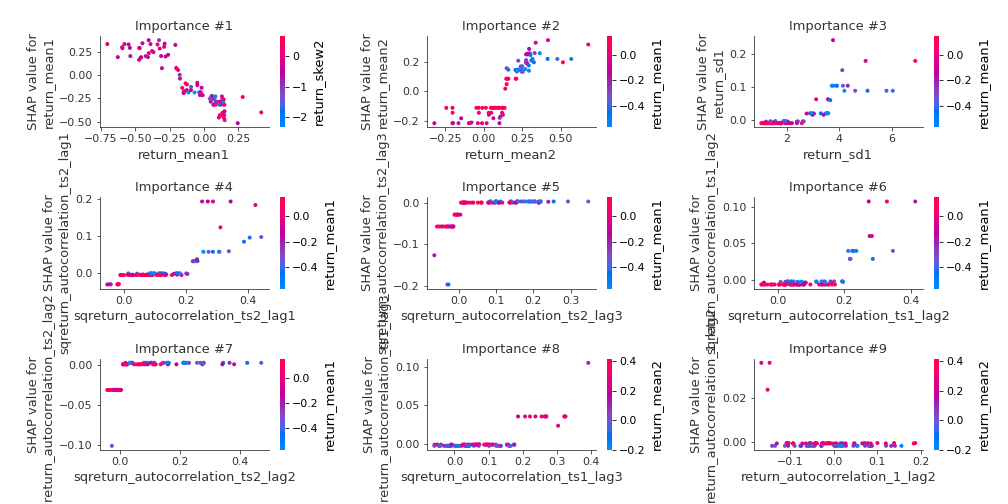 Importance #1
SHAP value for
return_mean1
0.25
0.00
−0.25
−0.50
−0.75
−0.50
−0.25
0.00
0.25
return_mean1
0
−1
−2
return_skew2
Importance #2
SHAP value for
return_mean2
0.2
0.0
−0.2
−0.25
0.00
0.25
0.50
return_mean2
0.0
−0.2
−0.4
return_mean1
Importance #3
SHAP value for
return_sd1
0.2
0.1
0.0
2
4
6
return_sd1
0.0
−0.2
−0.4
return_mean1
Importance #4
SHAP value for
sqreturn_autocorrelation_ts2_lag1
0.2
0.1
0.0
0.0
0.2
0.4
sqreturn_autocorrelation_ts2_lag1
0.0
−0.2
−0.4
return_mean1
Importance #5
SHAP value for
sqreturn_autocorrelation_ts2_lag3
0.0
−0.1
−0.2
0.0
0.1
0.2
0.3
sqreturn_autocorrelation_ts2_lag3
0.0
−0.2
−0.4
return_mean1
Importance #6
SHAP value for
sqreturn_autocorrelation_ts1_lag2
0.10
0.05
0.00
0.0
0.2
0.4
sqreturn_autocorrelation_ts1_lag2
0.0
−0.2
−0.4
return_mean1
Importance #7
SHAP value for
sqreturn_autocorrelation_ts2_lag2
0.00
−0.05
−0.10
0.0
0.2
0.4
sqreturn_autocorrelation_ts2_lag2
0.0
−0.2
−0.4
return_mean1
Importance #8
SHAP value for
sqreturn_autocorrelation_ts1_lag3
0.10
0.05
0.00
0.0
0.1
0.2
0.3
0.4
sqreturn_autocorrelation_ts1_lag3
0.4
0.2
0.0
−0.2
return_mean2
Importance #9
SHAP value for
return_autocorrelation_1_lag2
0.02
0.00
−0.1
0.0
0.1
0.2
return_autocorrelation_1_lag2
0.4
0.2
0.0
−0.2
return_mean2